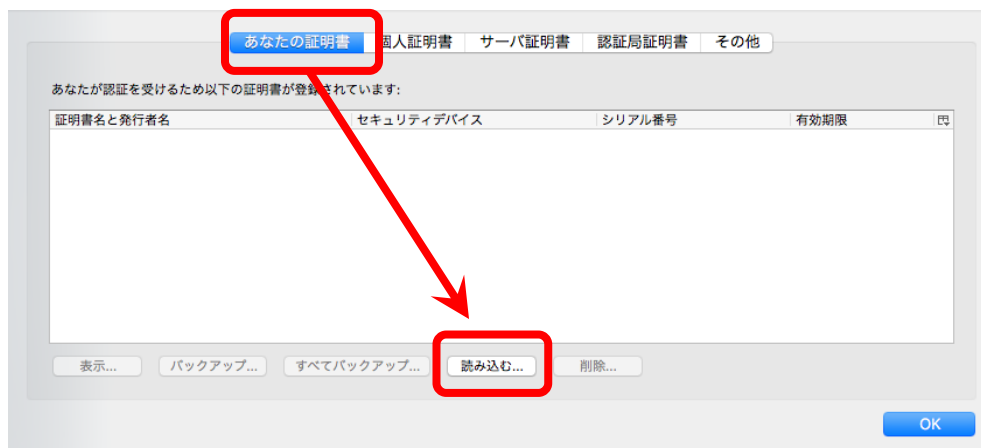 あなたの証明書 個人証明書 サーバ証明書 認証局証明書 その他
あなたが認証を受けるため以下の証明書が登録されています:
証明書名と発行者名 セキュリティデバイス シリアル番号 有効期限
表示... バックアップ... すべてバックアップ... 読み込む... 削除...
OK